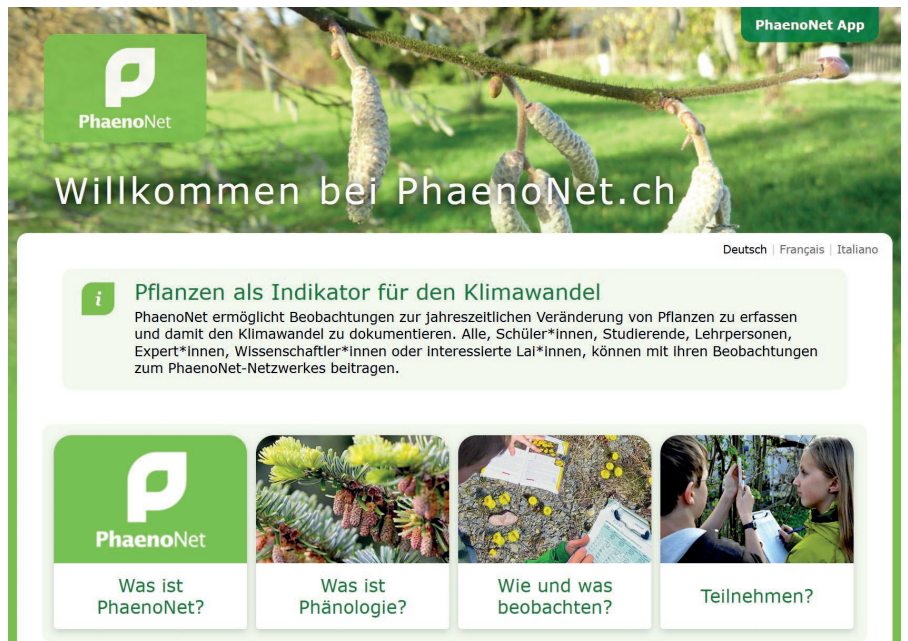 PhaenoNet App
PhaenoNet
Willkommen bei PhaenoNet.ch
Deutsch | Français | Italiano
i
Pflanzen als Indikator für den Klimawandel
PhaenoNet ermöglicht Beobachtungen zur jahreszeitlichen Veränderung von Pflanzen zu erfassen
und damit den Klimawandel zu dokumentieren. Alle, Schüler*innen, Studierende, Lehrpersonen,
Expert*innen, Wissenschaftler*innen oder interessierte Lai*innen, können mit ihren Beobachtungen
zum PhaenoNet-Netzwerkes beitragen.
PhaenoNet
Was ist
PhaenoNet?
Was ist
Phänologie?
Wie und was
beobachten?
Teilnehmen?